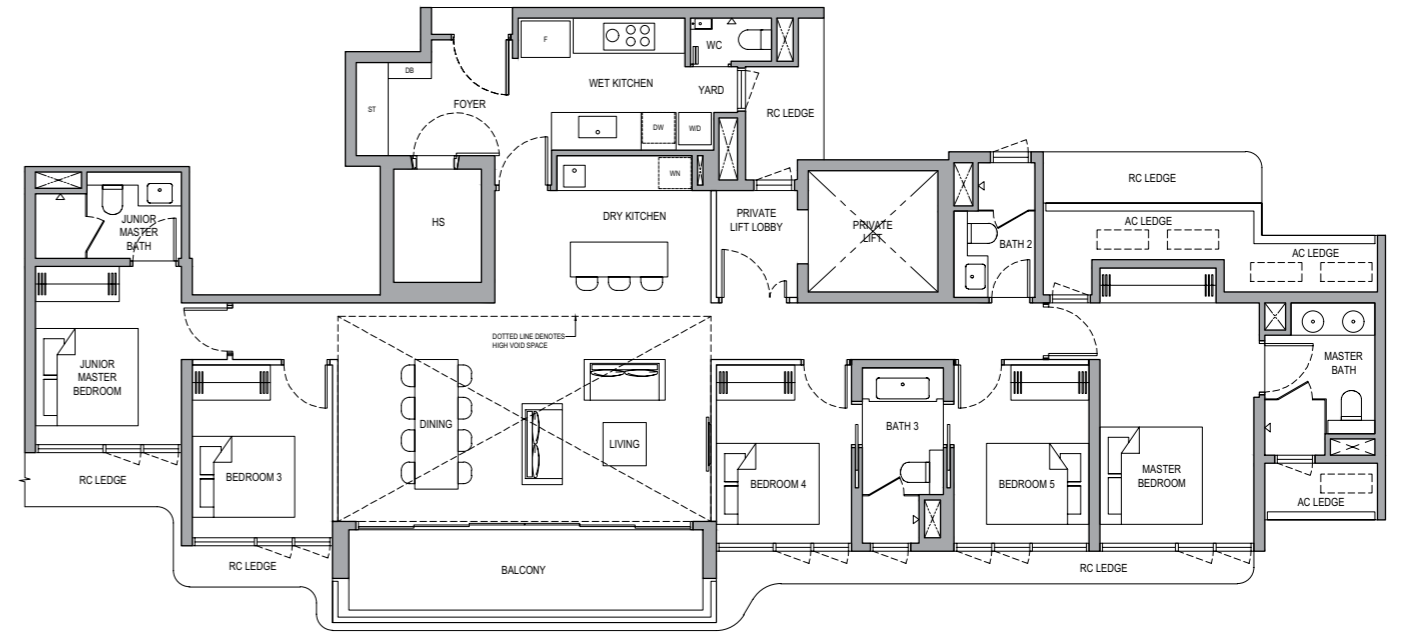 F
WC
DB
WET KITCHEN
YARD
ST
FOYER
RC LEDGE
DW
W/D
WN
RC LEDGE
JUNIOR
MASTER
BATH
HS
DRY KITCHEN
PRIVATE
LIFT LOBBY
PRIVATE
LIFT
BATH 2
AC LEDGE
AC LEDGE
DOTTED LINE DENOTES
HIGH VOID SPACE
JUNIOR
MASTER
BEDROOM
MASTER
BATH
DINING
LIVING
BATH 3
BEDROOM 3
BEDROOM 4
BEDROOM 5
MASTER
BEDROOM
RC LEDGE
AC LEDGE
RC LEDGE
BALCONY
RC LEDGE